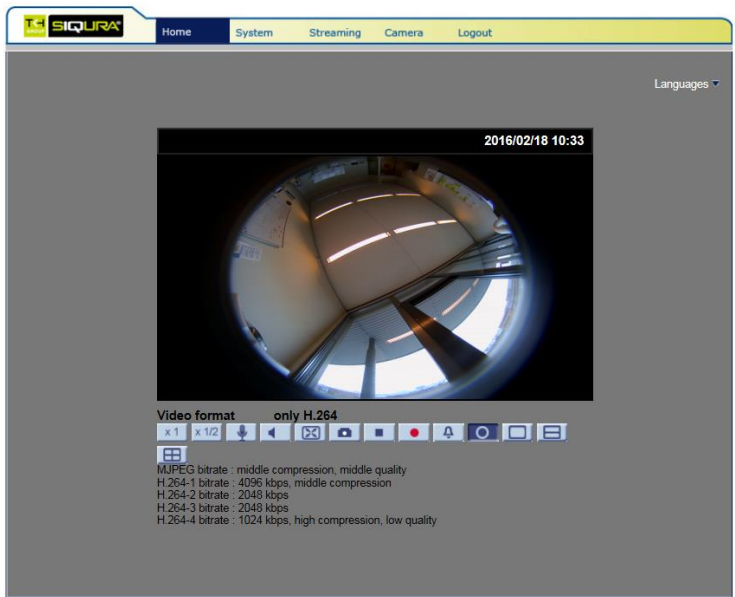 TKH
GROUP
SIQURA®
Home System Streaming Camera Logout
Languages
2016/02/18 10:33
Video format only H.264
x 1 x 1/2
MJPEG bitrate : middle compression, middle quality
H.264-1 bitrate : 4096 kbps, middle compression
H.264-2 bitrate : 2048 kbps
H.264-3 bitrate : 2048 kbps
H.264-4 bitrate : 1024 kbps, high compression, low quality